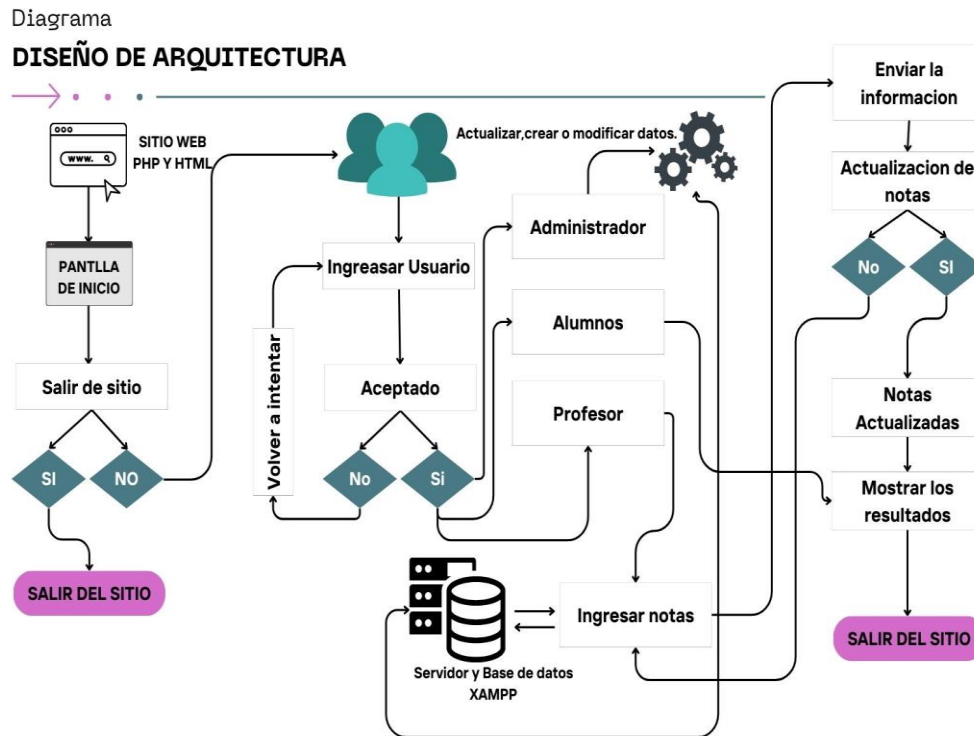 Diagrama
DISEÑO DE ARQUITECTURA
www.
SITIO WEB
PHP Y HTML
PANTLLA
DE INICIO
Salir de sitio
SI
NO
SALIR DEL SITIO
Ingreasar Usuario
Volver a intentar
Aceptado
No
Si
Actualizar,crear o modificar datos.
Administrador
Alumnos
Profesor
Servidor y Base de datos
XAMPP
Ingresar notas
Enviar la
informacion
Actualizacion de
notas
No
SI
Notas
Actualizadas
Mostrar los
resultados
SALIR DEL SITIO